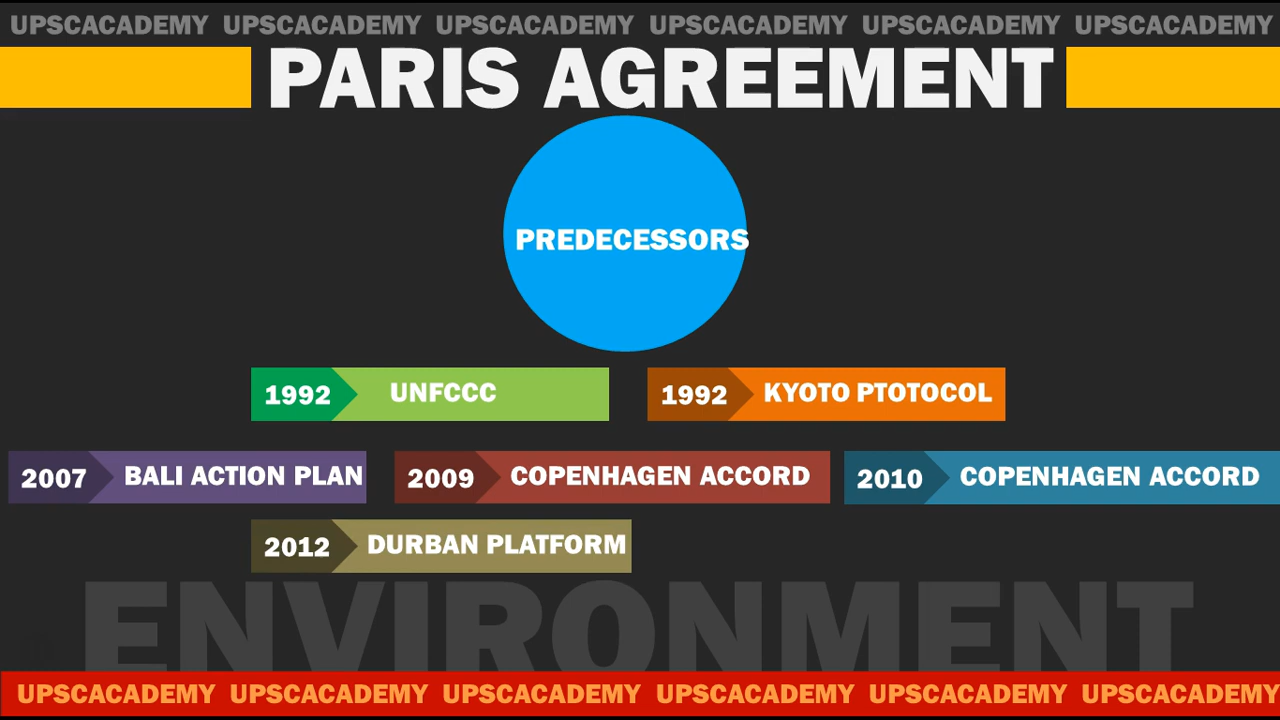 UPSCACADEMY UPSCACADEMY UPSCACADEMY UPSCACADEMY UPSCACADEMY UPSCACADEMY
PARIS AGREEMENT
PREDECESSORS
1992 UNFCCC
1992 KYOTO PTOTOCOL
2007 BALI ACTION PLAN
2009 COPENHAGEN ACCORD
2010 COPENHAGEN ACCORD
2012 DURBAN PLATFORM
ENVIRONMENT
UPSCACADEMY UPSCACADEMY UPSCACADEMY UPSCACADEMY UPSCACADEMY UPSCACADEMY